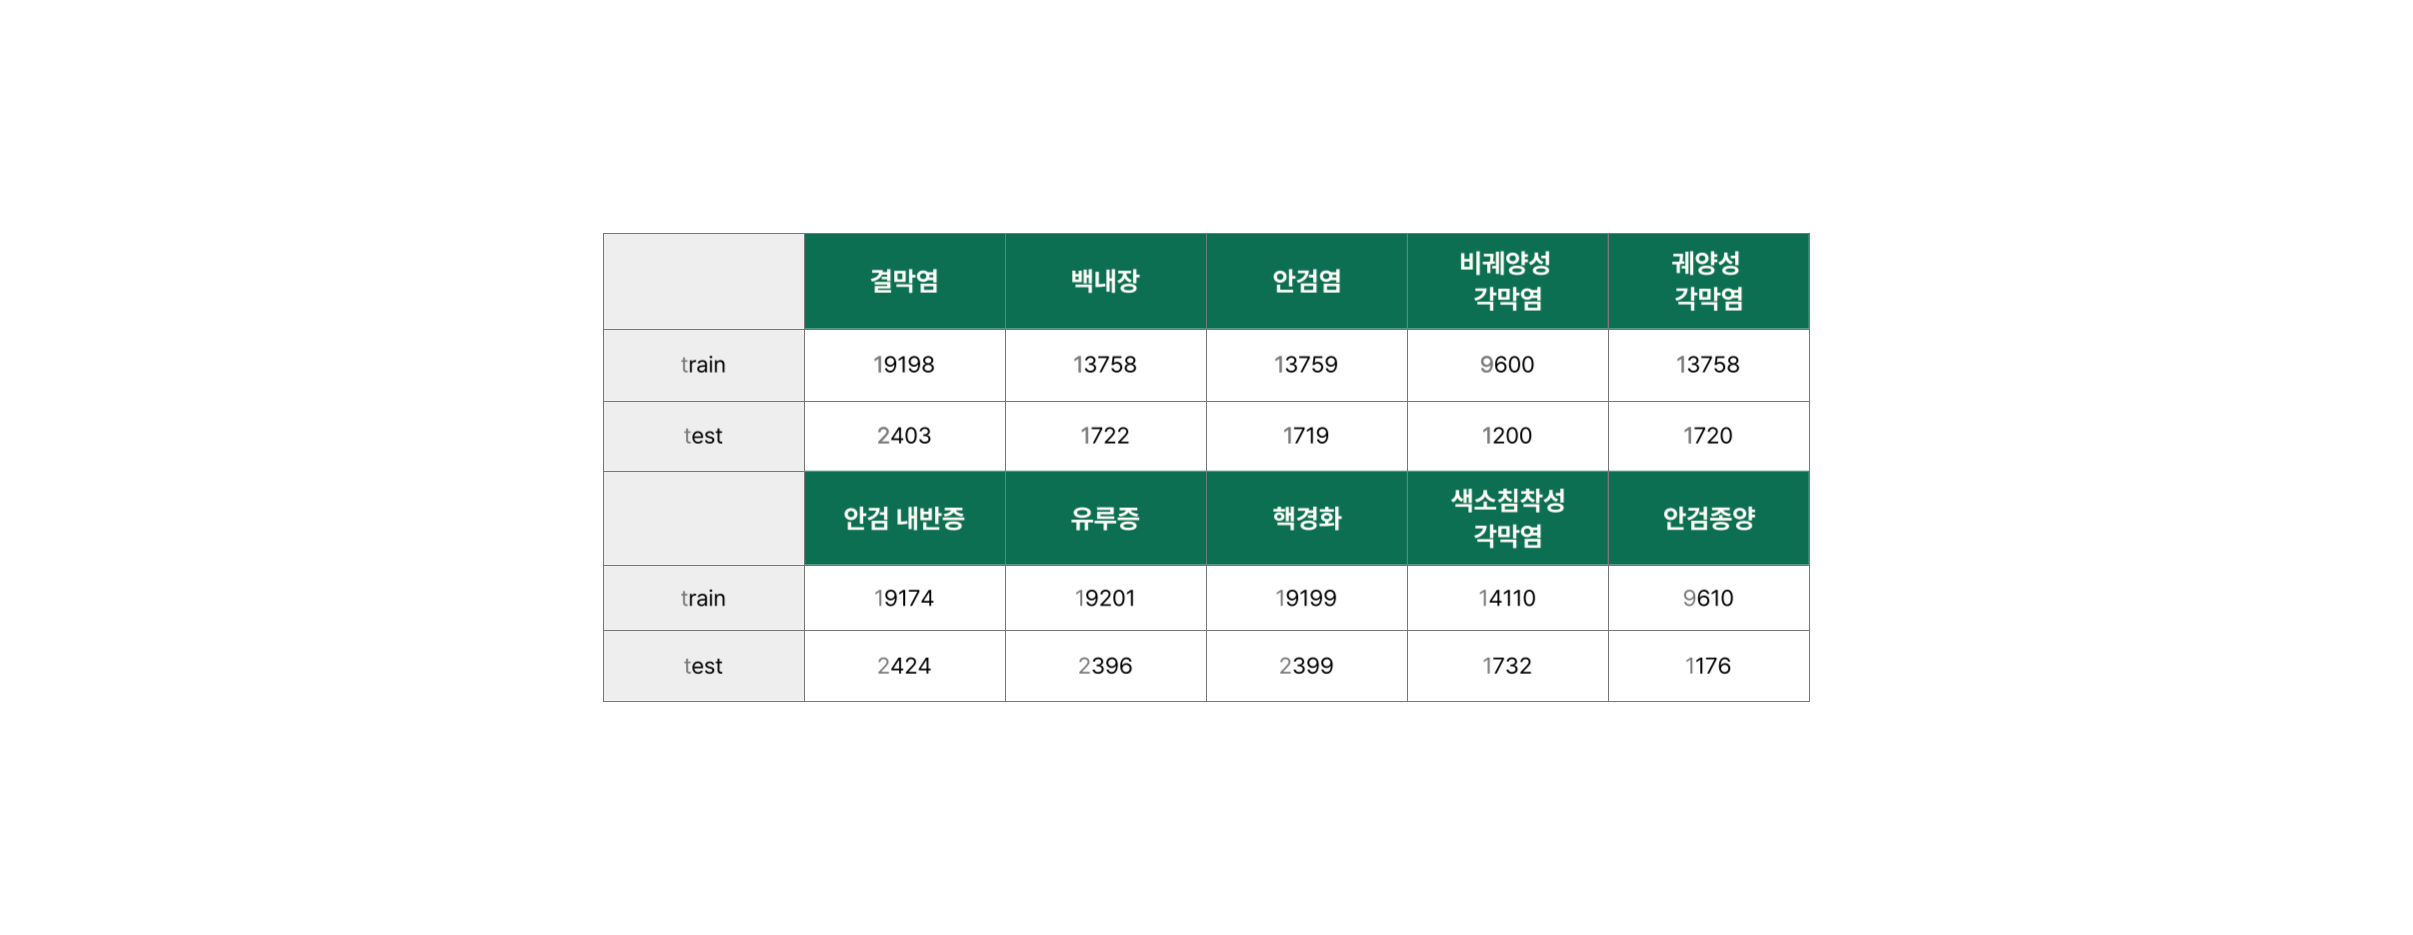 결막염 백내장 안검염 비궤양성 각막염 궤양성 각막염
train 19198 13758 13759 9600 13758
test 2403 1722 1719 1200 1720
안검 내반증 유루증 핵경화 색소침착성 각막염 안검종양
train 19174 19201 19199 14110 9610
test 2424 2396 2399 1732 1176